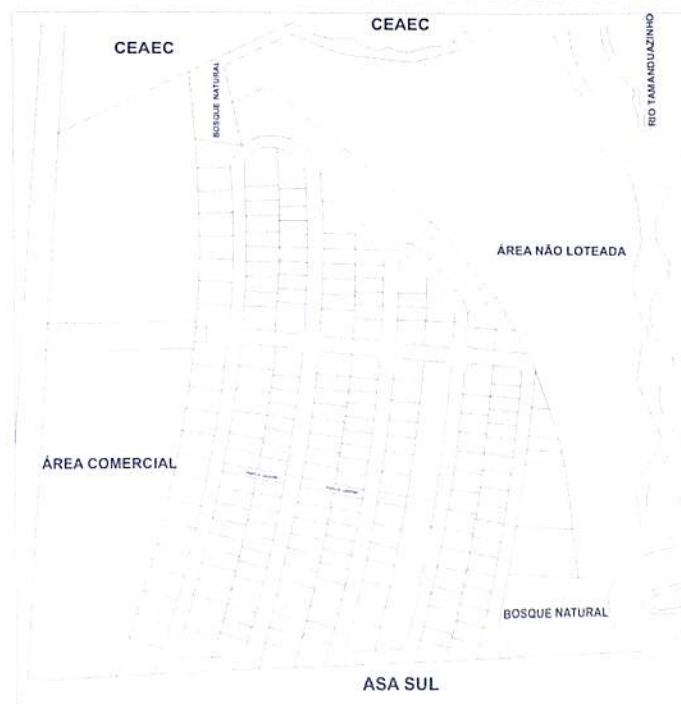 CEAEC
CEAEC
BOSQUE NATURAL
RIO TAMANDUAZINHO
ÁREA NÃO LOTEADA
ÁREA COMERCIAL
BOSQUE NATURAL
ASA SUL